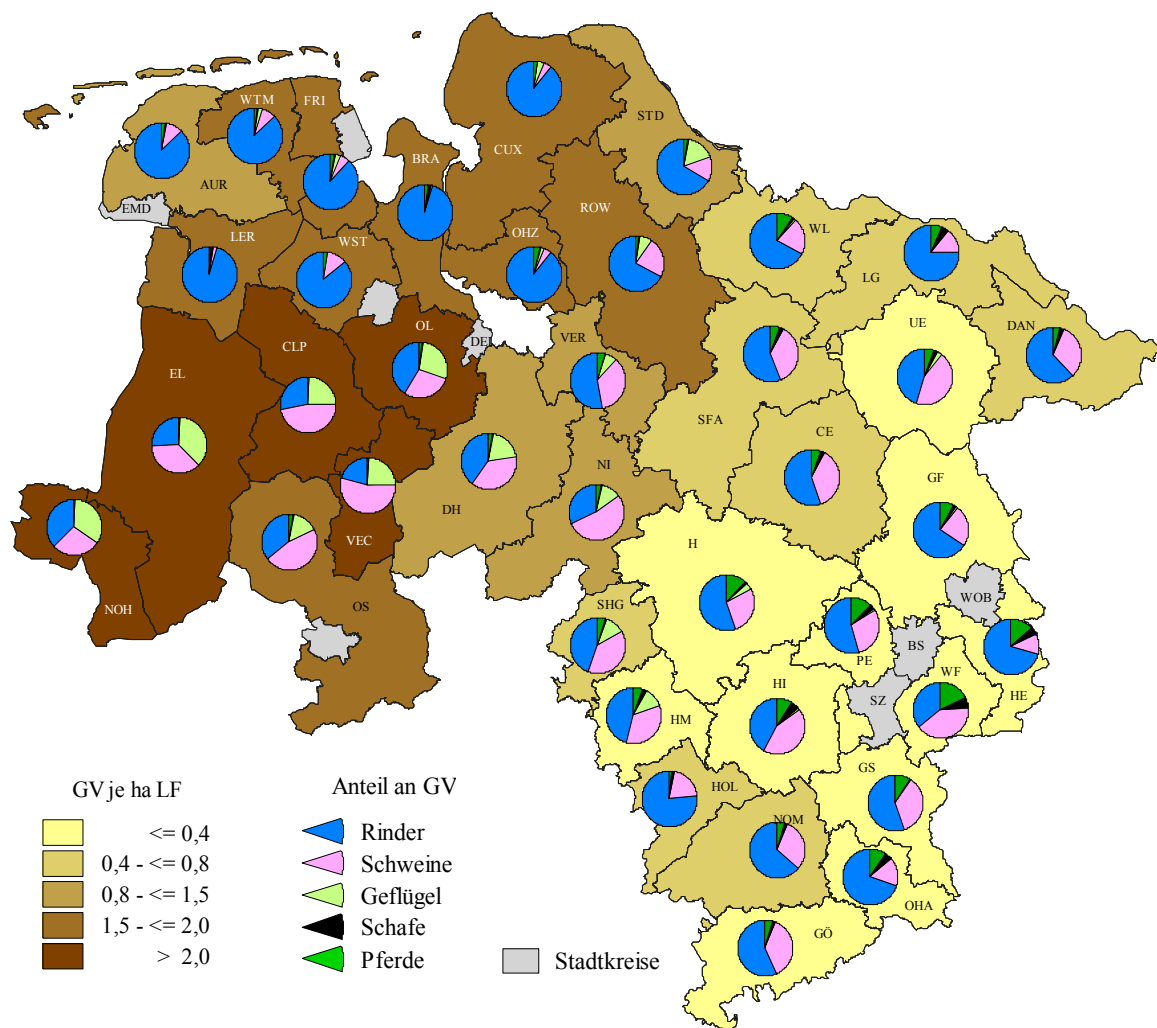 WTM
FRI
STD
BRA
CUX
AUR
ROW
EMD
WL
LER
WST
OHZ
LG
UE
OL
DAN
CLP
DEL
VER
EL
SFA
CE
NI
GF
DH
H
VEC
NOH
OS
SHG
WOB
BS
PE
WF
HI
SZ
HE
HM
GS
HOL
NOM
OHA
GÖ
GV je ha LF
<= 0,4
0,4 - <= 0,8
0,8 - <= 1,5
1,5 - <= 2,0
> 2,0
Anteil an GV
Rinder
Schweine
Geflügel
Schafe
Pferde
Stadtkreise